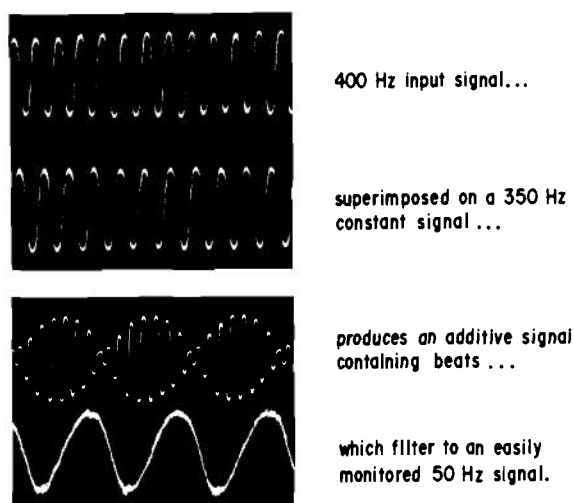 400 Hz input signal...
superimposed on a 350 Hz
constant signal ...
produces an additive signal
containing beats ...
which filter to an easily
monitored 50 Hz signal.